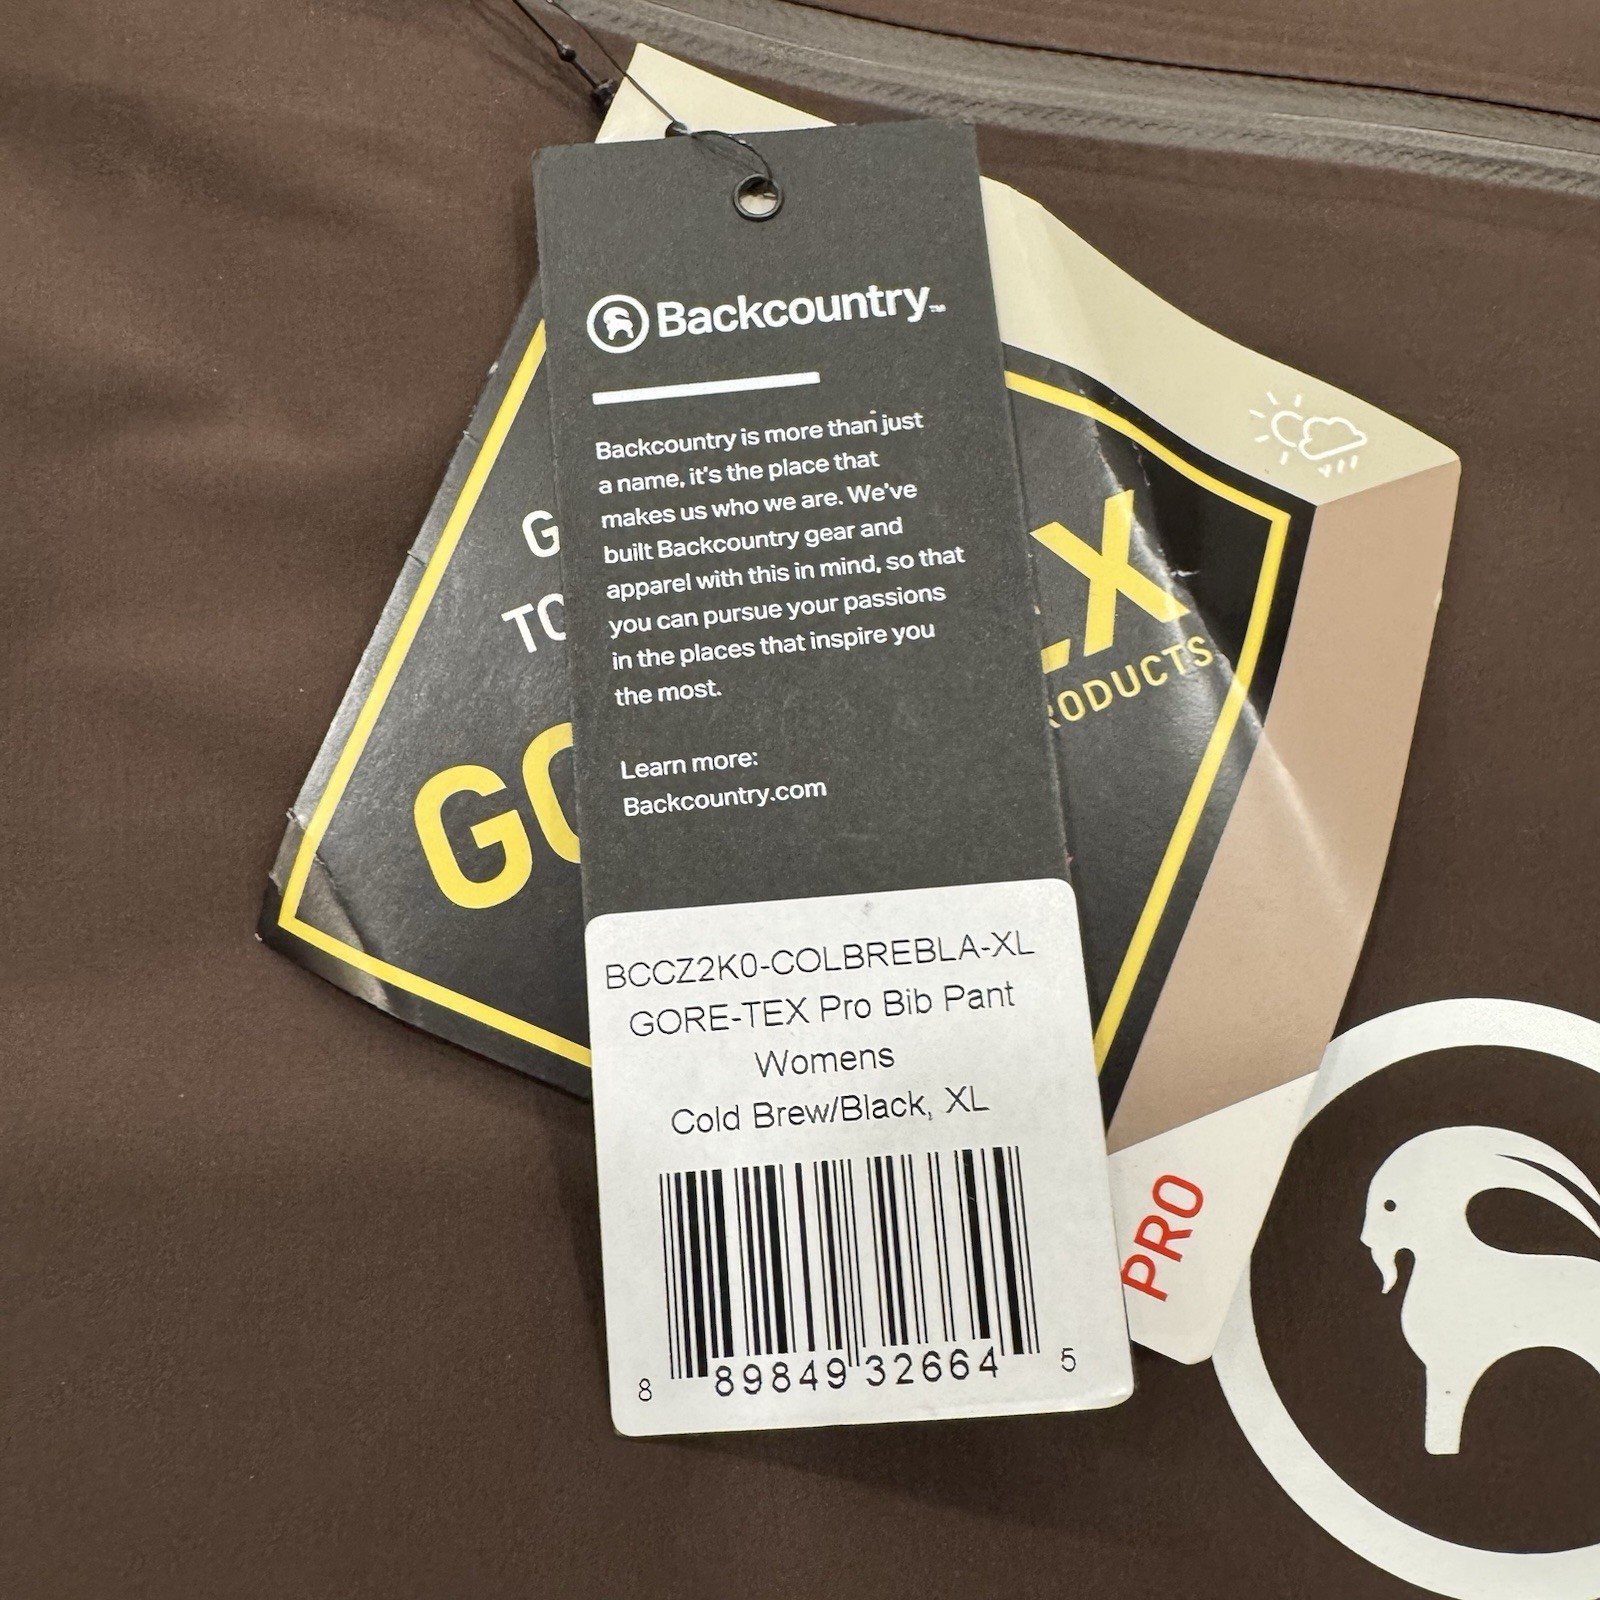 Backcountry™
Backcountry is more than just
a name, it's the place that
makes us who we are. We've
built Backcountry gear and
apparel with this in mind, so that
you can pursue your passions
in the places that inspire you
the most.
Learn more:
Backcountry.com
BCCZ2K0-COLBREBLA-XL
GORE-TEX Pro Bib Pant
Womens
Cold Brew/Black, XL
8 89849 32664 5
PRO